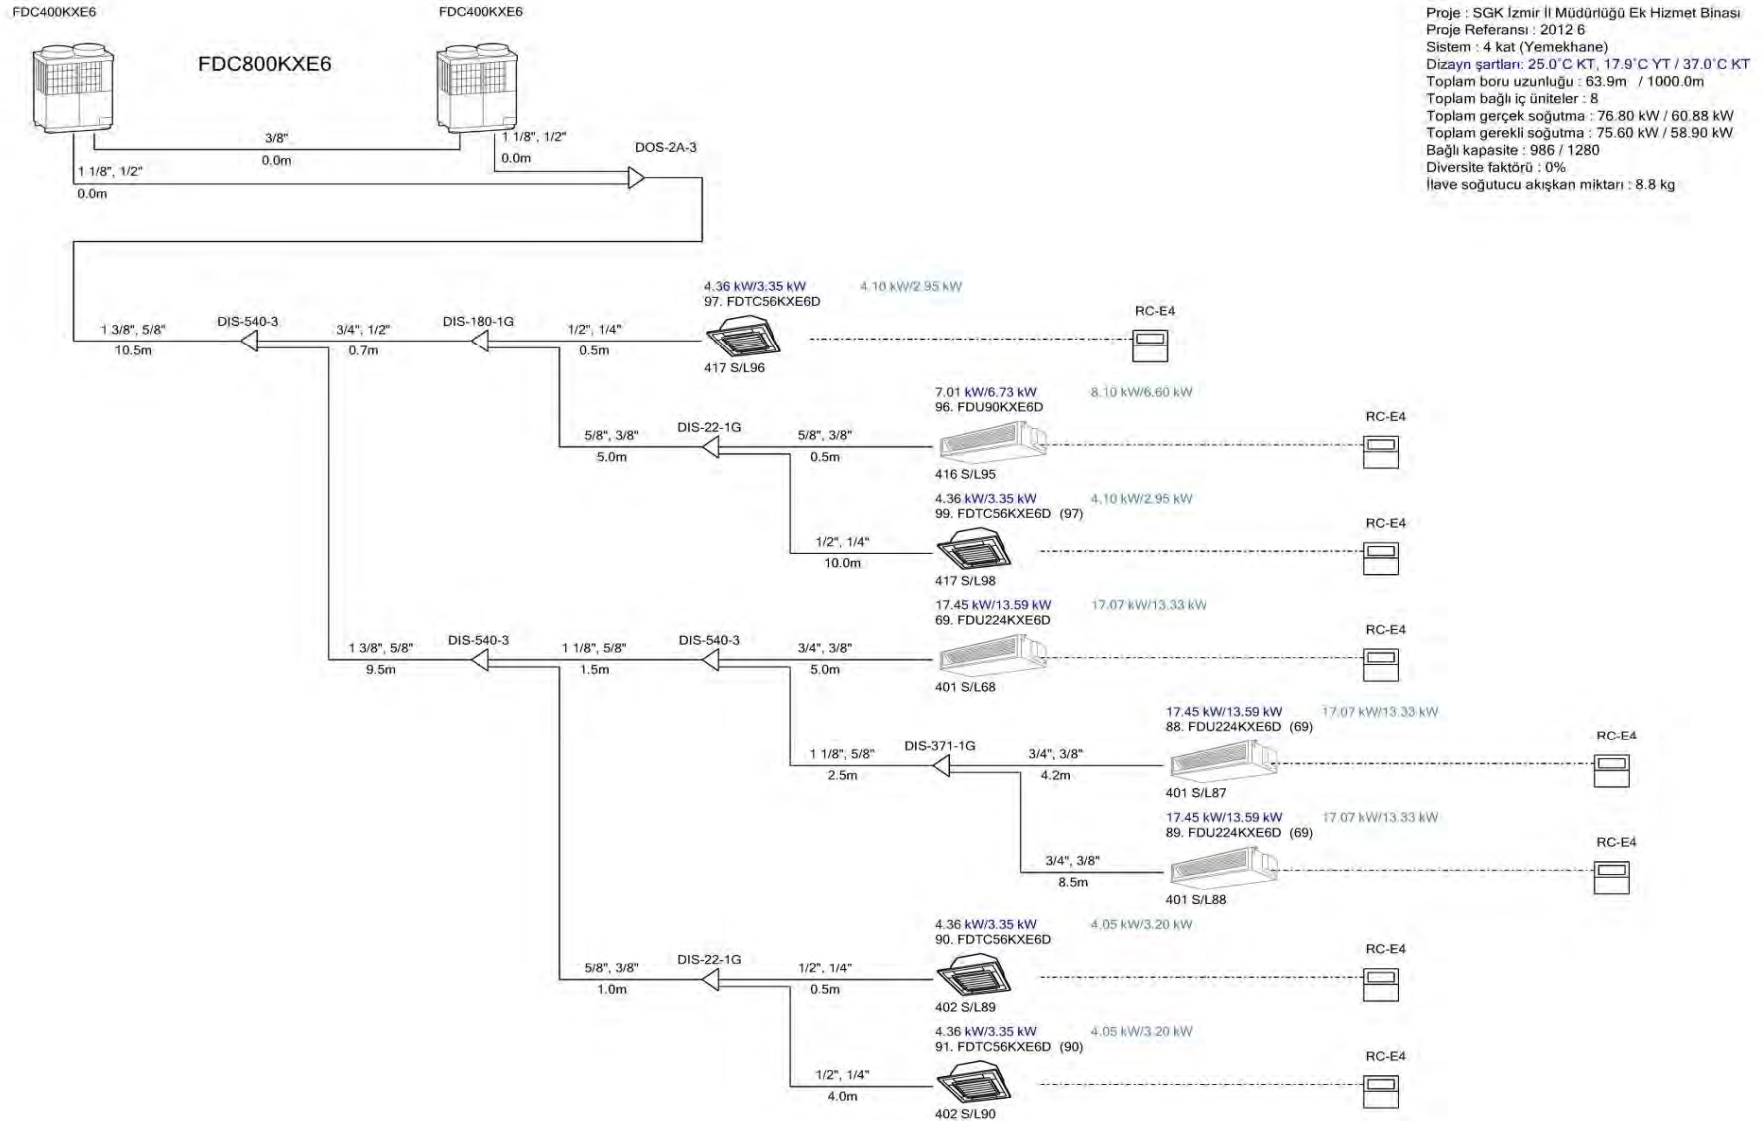 FDC400KXE6
FDC400KXE6
FDC800KXE6
Proje : SGK İzmir İl Müdürlüğü Ek Hizmet Binası
Proje Referansı : 2012 6
Sistem : 4 kat (Yemekhane)
Dizayn şartları: 25.0˚C KT, 17.9˚C YT / 37.0˚C KT
Toplam boru uzunluğu : 63.9m / 1000.0m
Toplam bağlı iç üniteler : 8
Toplam gerçek soğutma : 76.80 kW / 60.88 kW
Toplam gerekli soğutma : 75.60 kW / 58.90 kW
Bağlı kapasite : 986 / 1280
Diversite faktörü : 0%
İlave soğutucu akışkan miktarı : 8.8 kg
3/8"
0.0m
1 1/8", 1/2"
0.0m
DOS-2A-3
1 1/8", 1/2"
0.0m
4.36 kW/3.35 kW 4.10 kW/2.95 kW
97. FDTC56KXE6D
RC-E4
1 3/8", 5/8"
10.5m
DIS-540-3
3/4", 1/2"
0.7m
DIS-180-1G
1/2", 1/4"
0.5m
417 S/L96
7.01 kW/6.73 kW 8.10 kW/6.60 kW
96. FDU90KXE6D
RC-E4
5/8", 3/8"
5.0m
DIS-22-1G
5/8", 3/8"
0.5m
416 S/L95
4.36 kW/3.35 kW 4.10 kW/2.95 kW
99. FDTC56KXE6D (97)
RC-E4
1/2", 1/4"
10.0m
417 S/L98
17.45 kW/13.59 kW 17.07 kW/13.33 kW
69. FDU224KXE6D
RC-E4
1 3/8", 5/8"
9.5m
DIS-540-3
1 1/8", 5/8"
1.5m
DIS-540-3
3/4", 3/8"
5.0m
401 S/L68
17.45 kW/13.59 kW 17.07 kW/13.33 kW
88. FDU224KXE6D (69)
RC-E4
1 1/8", 5/8"
2.5m
DIS-371-1G
3/4", 3/8"
4.2m
401 S/L87
17.45 kW/13.59 kW 17.07 kW/13.33 kW
89. FDU224KXE6D (69)
RC-E4
3/4", 3/8"
8.5m
401 S/L88
4.36 kW/3.35 kW 4.05 kW/3.20 kW
90. FDTC56KXE6D
RC-E4
5/8", 3/8"
1.0m
DIS-22-1G
1/2", 1/4"
0.5m
402 S/L89
4.36 kW/3.35 kW 4.05 kW/3.20 kW
91. FDTC56KXE6D (90)
RC-E4
1/2", 1/4"
4.0m
402 S/L90